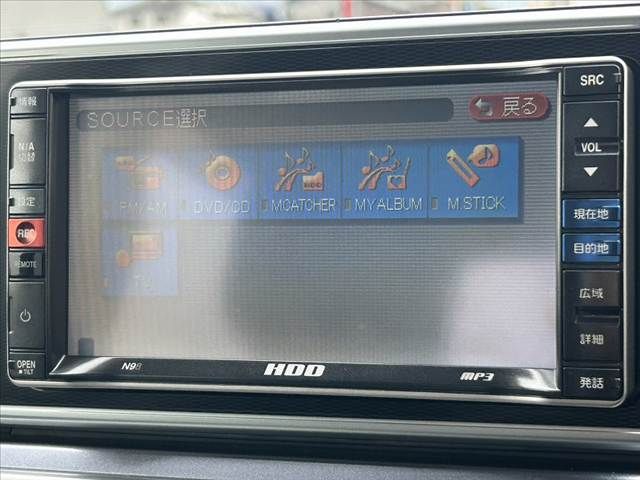 SRC
情報
SOURCE選択
戻る
N/A
切替
VOL
FM/AM
DVD/CD
MCATCHER
MY ALBUM
M.STICK
設定
現在地
REC
目的地
REMOTE
TV
広域
詳細
OPEN
TILT
HDD
MP3
発話